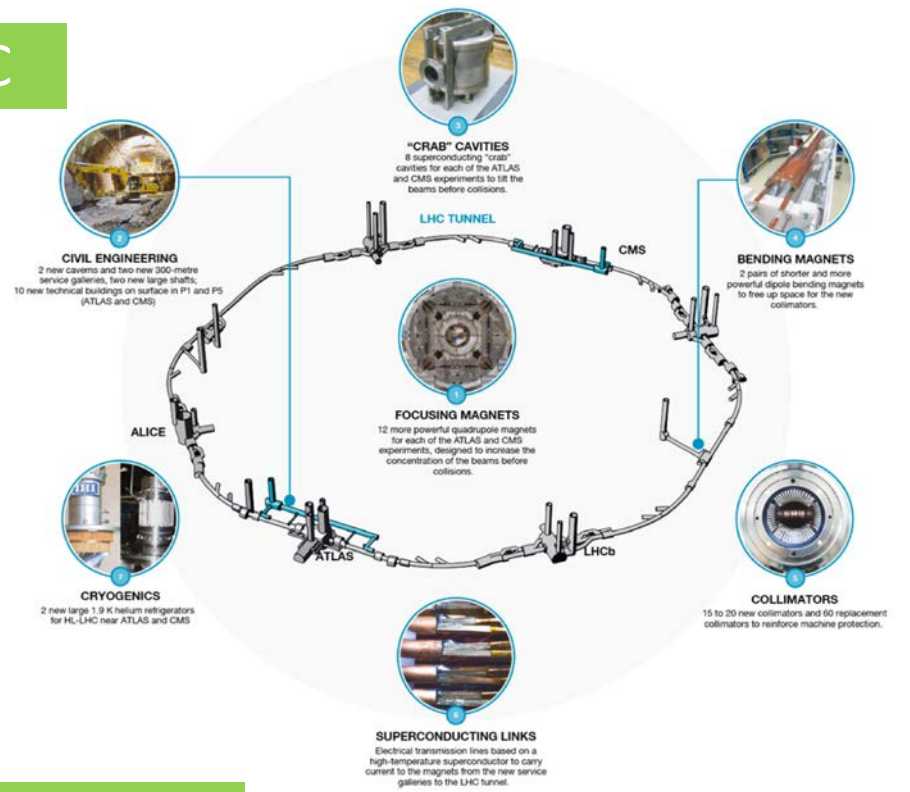 C
3
"CRAB" CAVITIES
8 superconducting "crab"
cavities for each of the ATLAS
and CMS experiments to tilt the
beams before collisions.
2
CIVIL ENGINEERING
2 new caverns and two new 300-metre
service galleries, two new large shafts;
10 new technical buildings on surface in P1 and P5
(ATLAS and CMS)
4
BENDING MAGNETS
2 pairs of shorter and more
powerful dipole bending magnets
to free up space for the new
collimators.
LHC TUNNEL
CMS
1
FOCUSING MAGNETS
12 more powerful quadrupole magnets
for each of the ATLAS and CMS
experiments, designed to increase the
concentration of the beams before
collisions.
ALICE
ATLAS
LHCb
7
CRYOGENICS
2 new large 1.9 K helium refrigerators
for HL-LHC near ATLAS and CMS
5
COLLIMATORS
15 to 20 new collimators and 60 replacement
collimators to reinforce machine protection.
6
SUPERCONDUCTING LINKS
Electrical transmission lines based on a
high-temperature superconductor to carry
current to the magnets from the new service
galleries to the LHC tunnel.